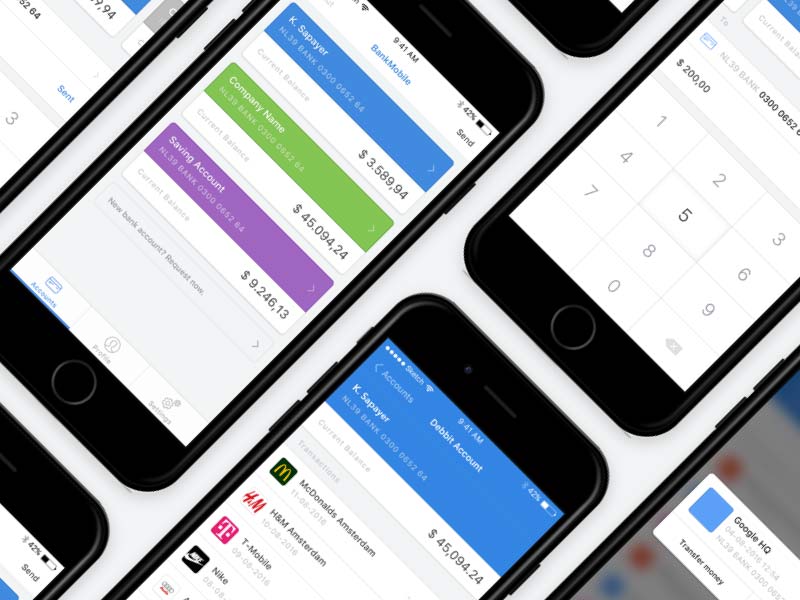 Sent
3
9:41 AM
42%
BankMobile
Send
K. Sapayer
NL39 BANK 0300 0652 64
Current Balance
$ 3.589,94
Company Name
NL39 BANK 0300 0652 64
Current Balance
$ 45.094,24
Saving Account
NL39 BANK 0300 0652 64
Current Balance
$ 9.246,13
New bank account? Request now.
Accounts
Profile
Settings
42%
Send
Sketch
9:41 AM
42%
Accounts
Debbit Account
K. Sapayer
NL39 BANK 0300 0652 64
Current Balance
$ 45.094,24
Transactions
McDonalds Amsterdam
11-08-2016
H&M
H&M Amsterdam
10-08-2016
T
T-Mobile
09-08-2016
Nike
To
NL39 BANK 0300 0652
$ 200,00
1
2
3
4
5
6
7
8
9
0
Google HQ
04-08-2016 12:54
NL39 BANK 0300
Transfer money